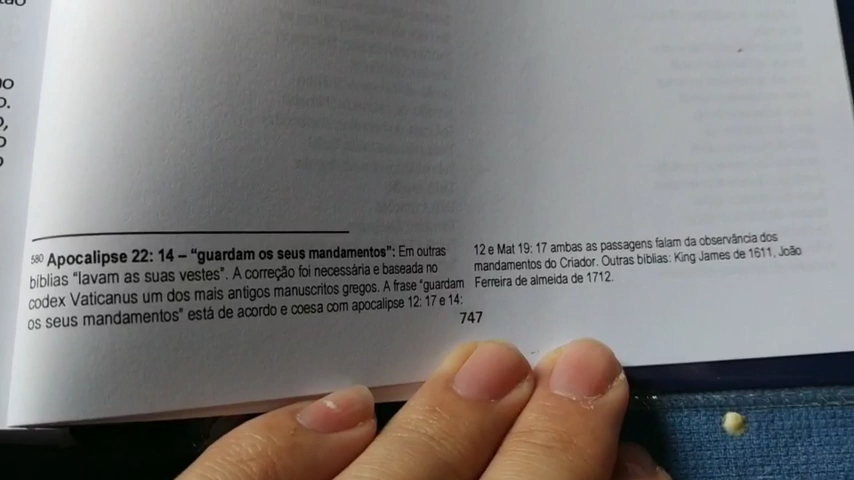 580 Apocalipse 22: 14 – “guardam os seus mandamentos”: Em outras
bíblias “lavam as suas vestes”. A correção foi necessária e baseada no
codex Vaticanus um dos mais antigos manuscritos gregos. A frase “guardam
os seus mandamentos” está de acordo e coesa com apocalipse 12: 17 e 14:
12 e Mat 19: 17 ambas as passagens falam da observância dos
mandamentos do Criador. Outras bíblias: King James de 1611, João
Ferreira de almeida de 1712.
747